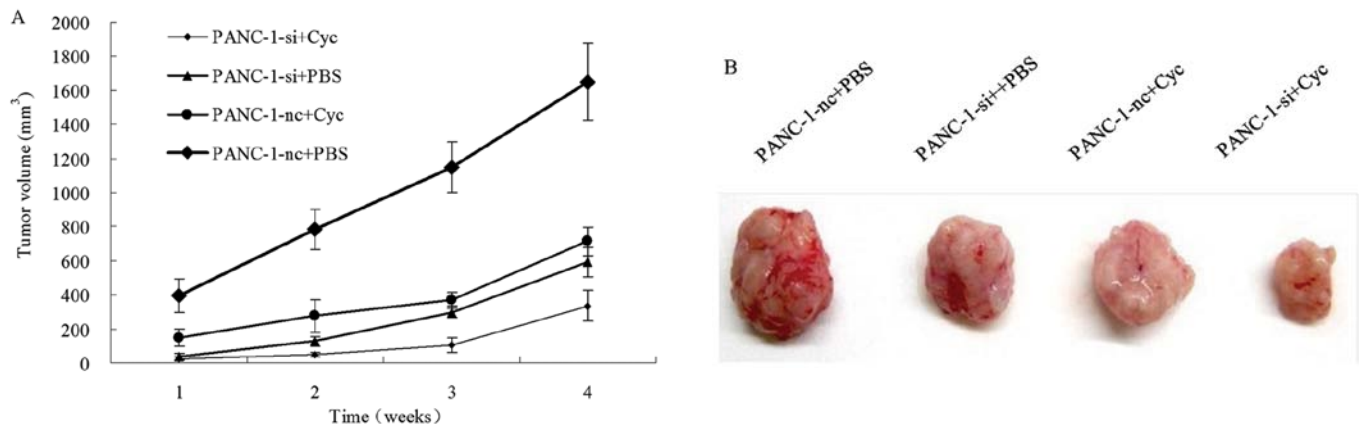 A
2000
1800
1600
1400
1200
1000
800
600
400
200
0
Tumor volume (mm³)
PANC-1-si+Cyc
PANC-1-si+PBS
PANC-1-nc+Cyc
PANC-1-nc+PBS
1 2 3 4
Time（weeks）
B
PANC-1-nc+PBS
PANC-1-si++PBS
PANC-1-nc+Cyc
PANC-1-si+Cyc